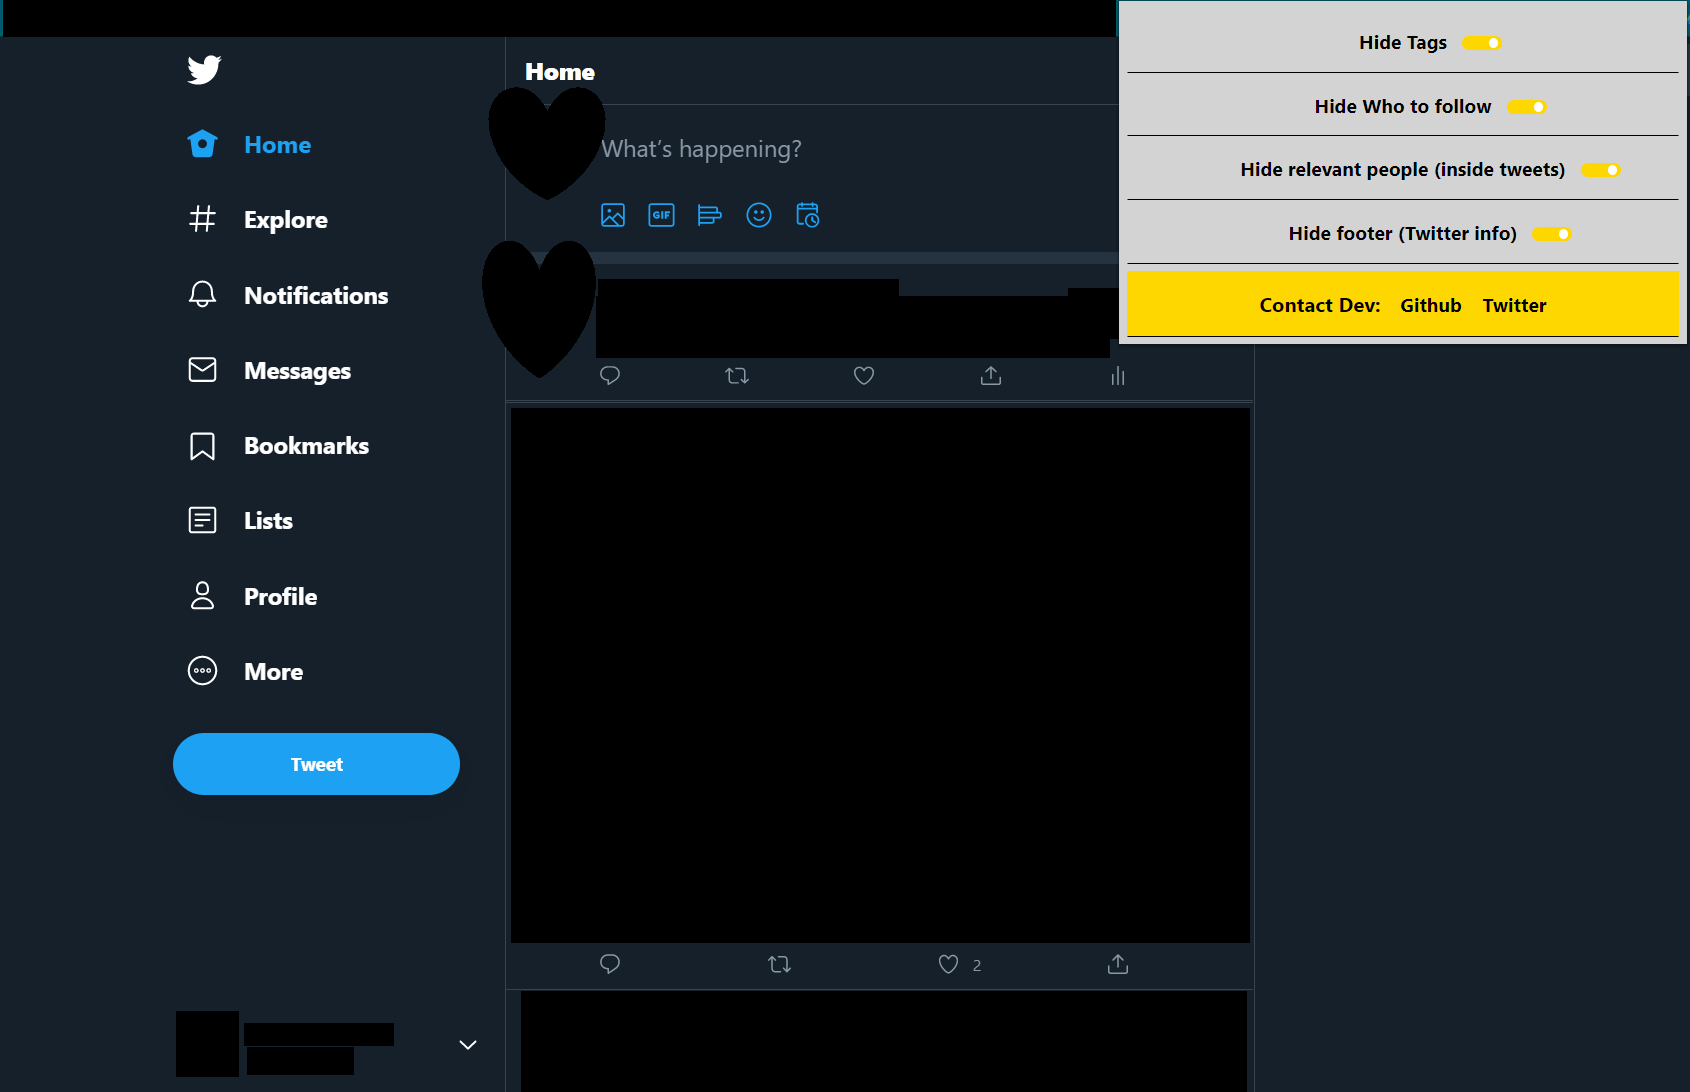 Home
Explore
Notifications
Messages
Bookmarks
Lists
Profile
More
Tweet
Home
What's happening?
GIF
2
Hide Tags
Hide Who to follow
Hide relevant people (inside tweets)
Hide footer (Twitter info)
Contact Dev: Github Twitter